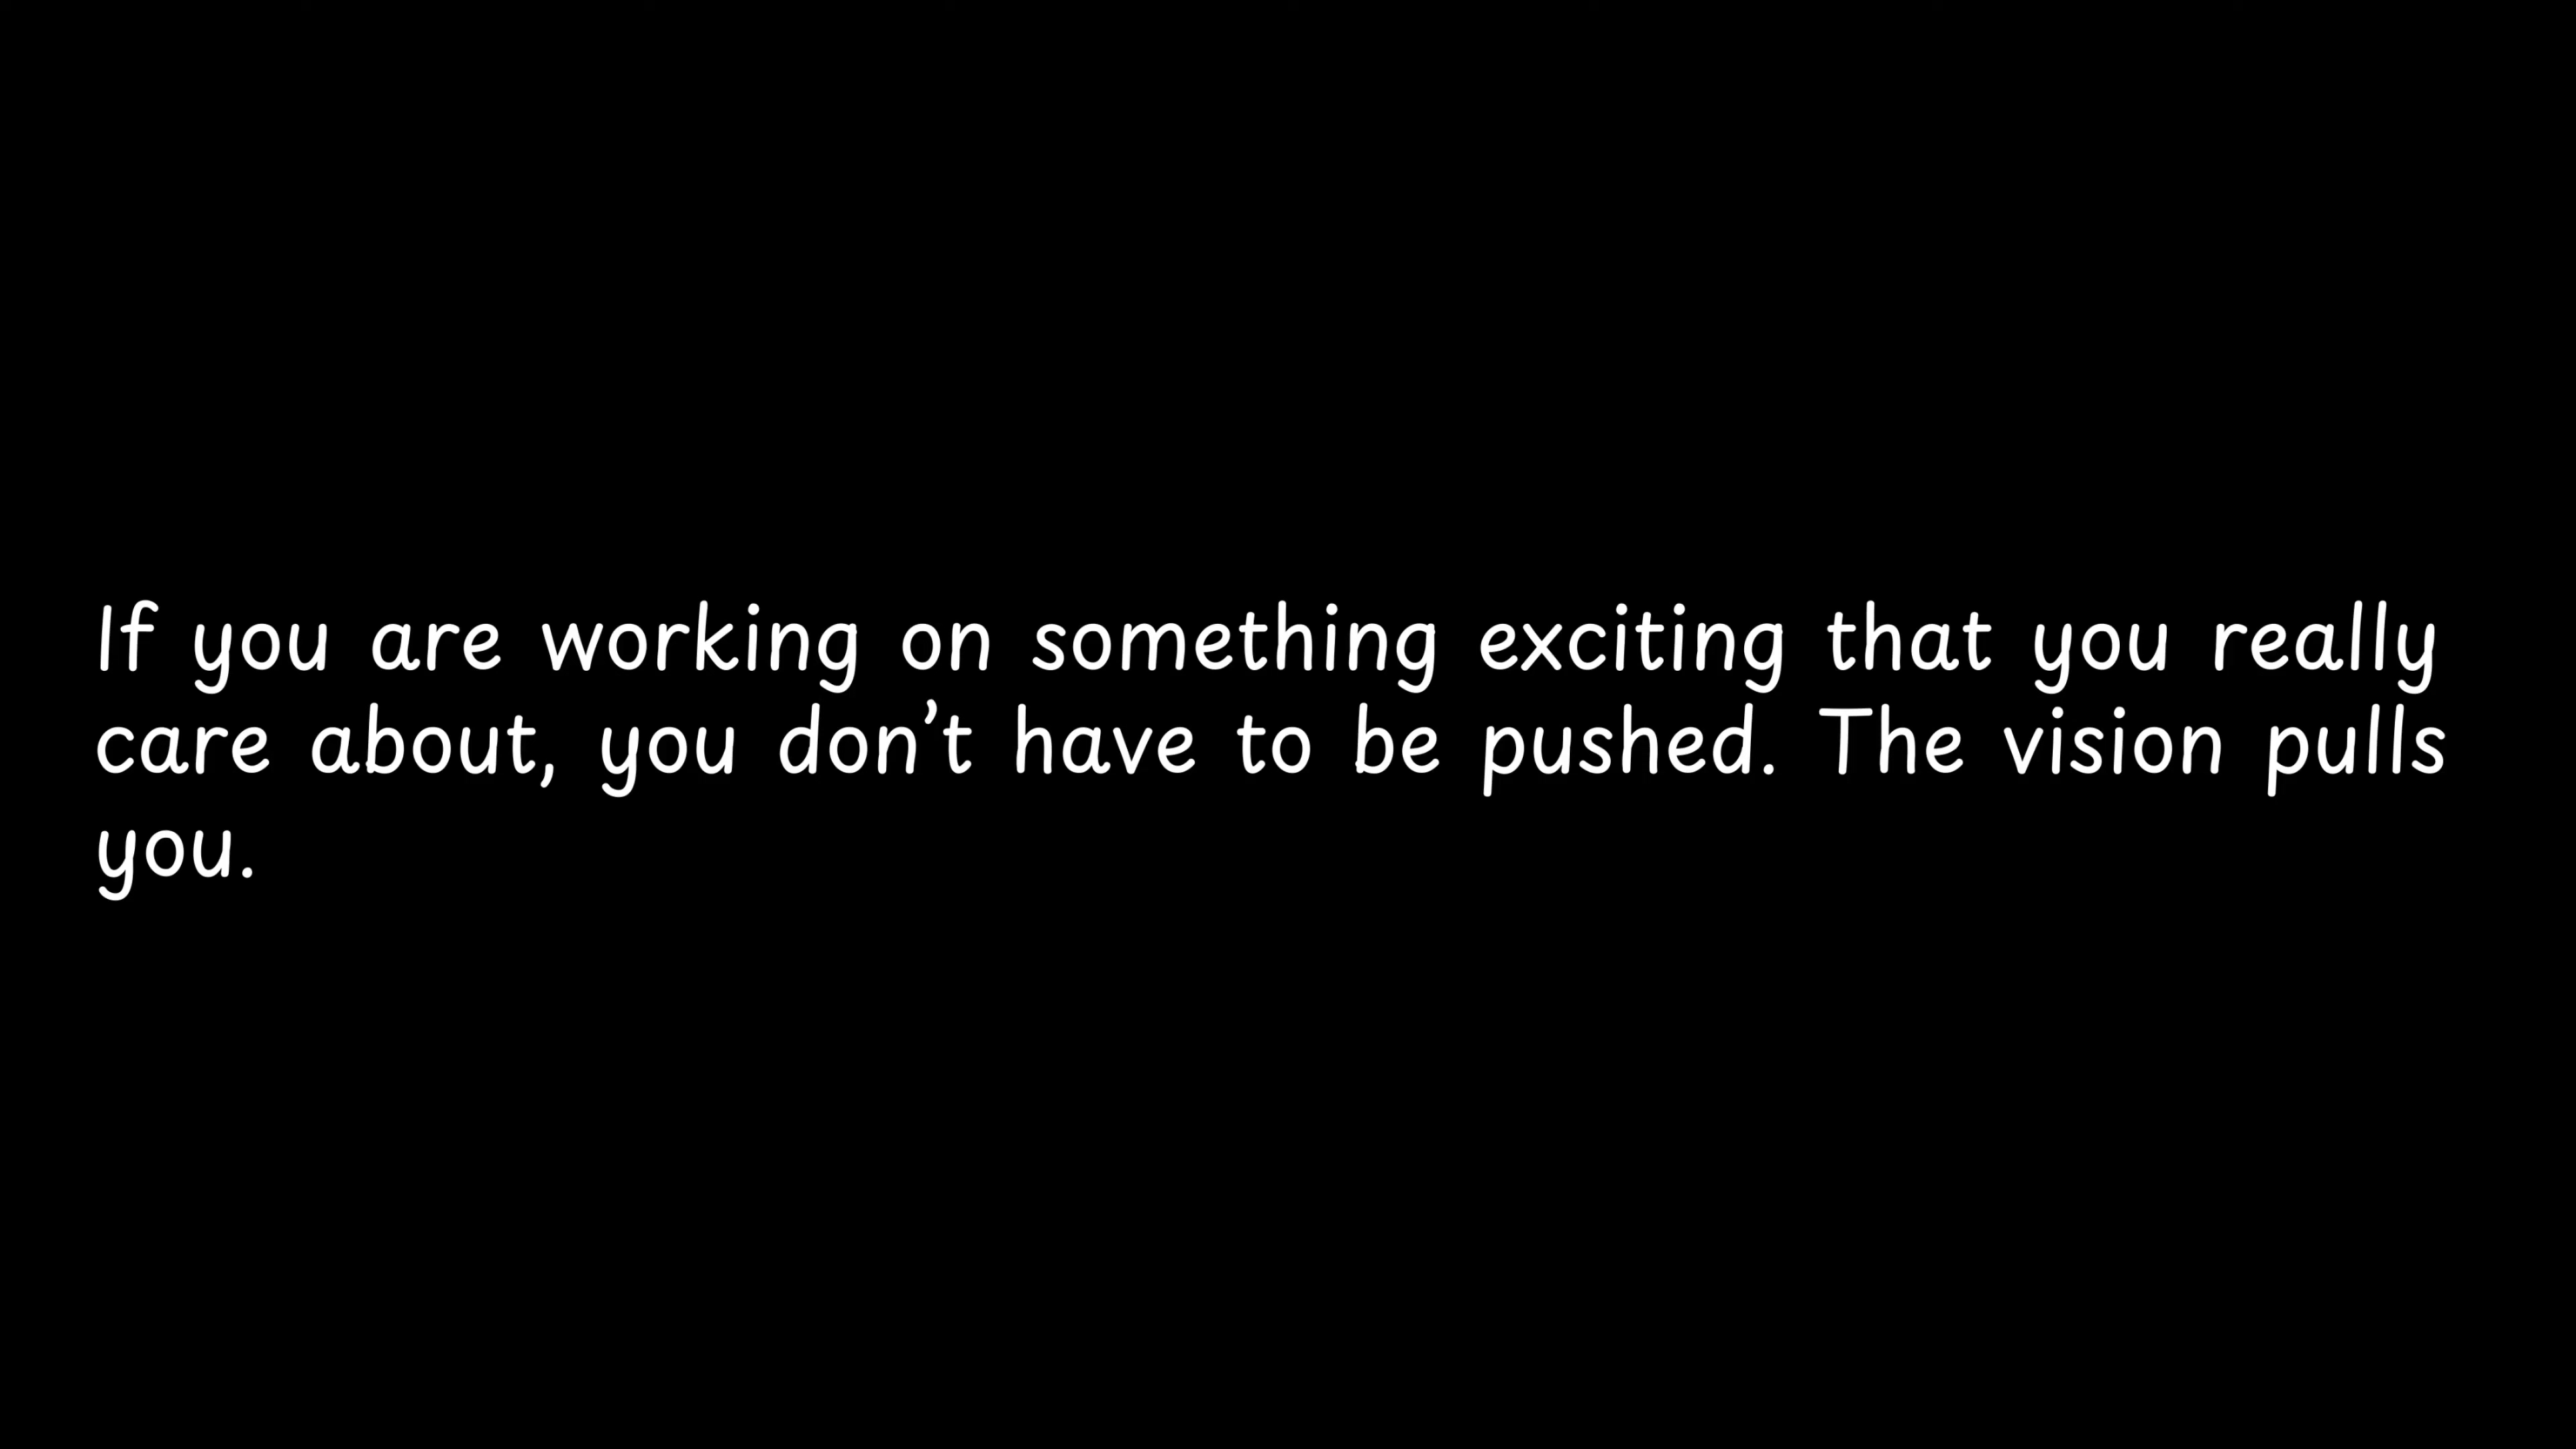 If you are working on something exciting that you really
care about, you don’t have to be pushed. The vision pulls
you.